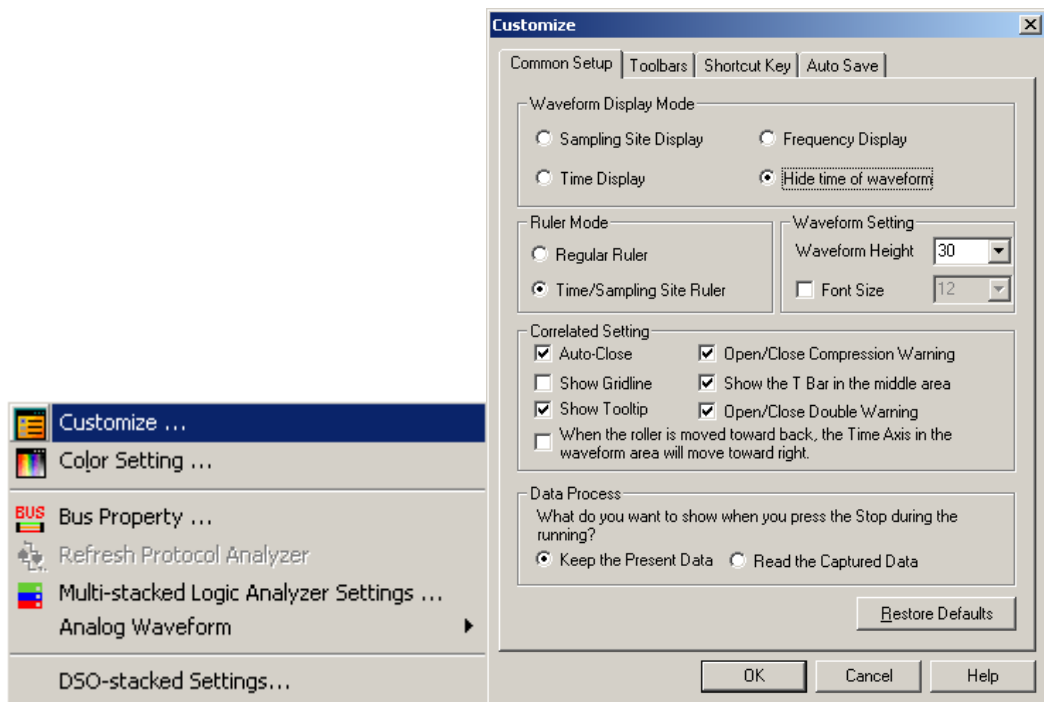 Customize ...
Color Setting ...
BUS
Bus Property ...
Refresh Protocol Analyzer
Multi-stacked Logic Analyzer Settings ...
Analog Waveform
DSO-stacked Settings...
Customize
Common Setup
Toolbars
Shortcut Key
Auto Save
Waveform Display Mode
Sampling Site Display
Frequency Display
Time Display
Hide time of waveform
Ruler Mode
Regular Ruler
Time/Sampling Site Ruler
Waveform Setting
Waveform Height
30
Font Size
12
Correlated Setting
Auto-Close
Open/Close Compression Warning
Show Gridline
Show the T Bar in the middle area
Show Tooltip
Open/Close Double Warning
When the roller is moved toward back, the Time Axis in the
waveform area will move toward right.
Data Process
What do you want to show when you press the Stop during the
running?
Keep the Present Data
Read the Captured Data
Restore Defaults
OK
Cancel
Help